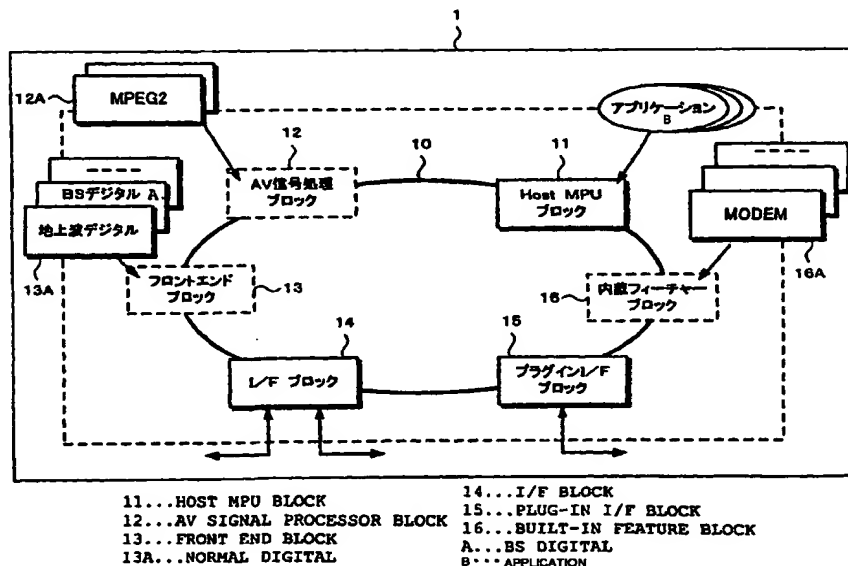 1
12A
MPEG2
アプリケーション
B
12
10
11
AV信号処理
ブロック
Host MPU
ブロック
BSデジタル A
地上波デジタル
MODEM
13A
16A
フロントエンド
ブロック
13
16
内蔵フィーチャー
ブロック
14
15
I/F ブロック
プラグインI/F
ブロック
11...HOST MPU BLOCK
12...AV SIGNAL PROCESSOR BLOCK
13...FRONT END BLOCK
13A...NORMAL DIGITAL
14...I/F BLOCK
15...PLUG-IN I/F BLOCK
16...BUILT-IN FEATURE BLOCK
A...BS DIGITAL
B...APPLICATION